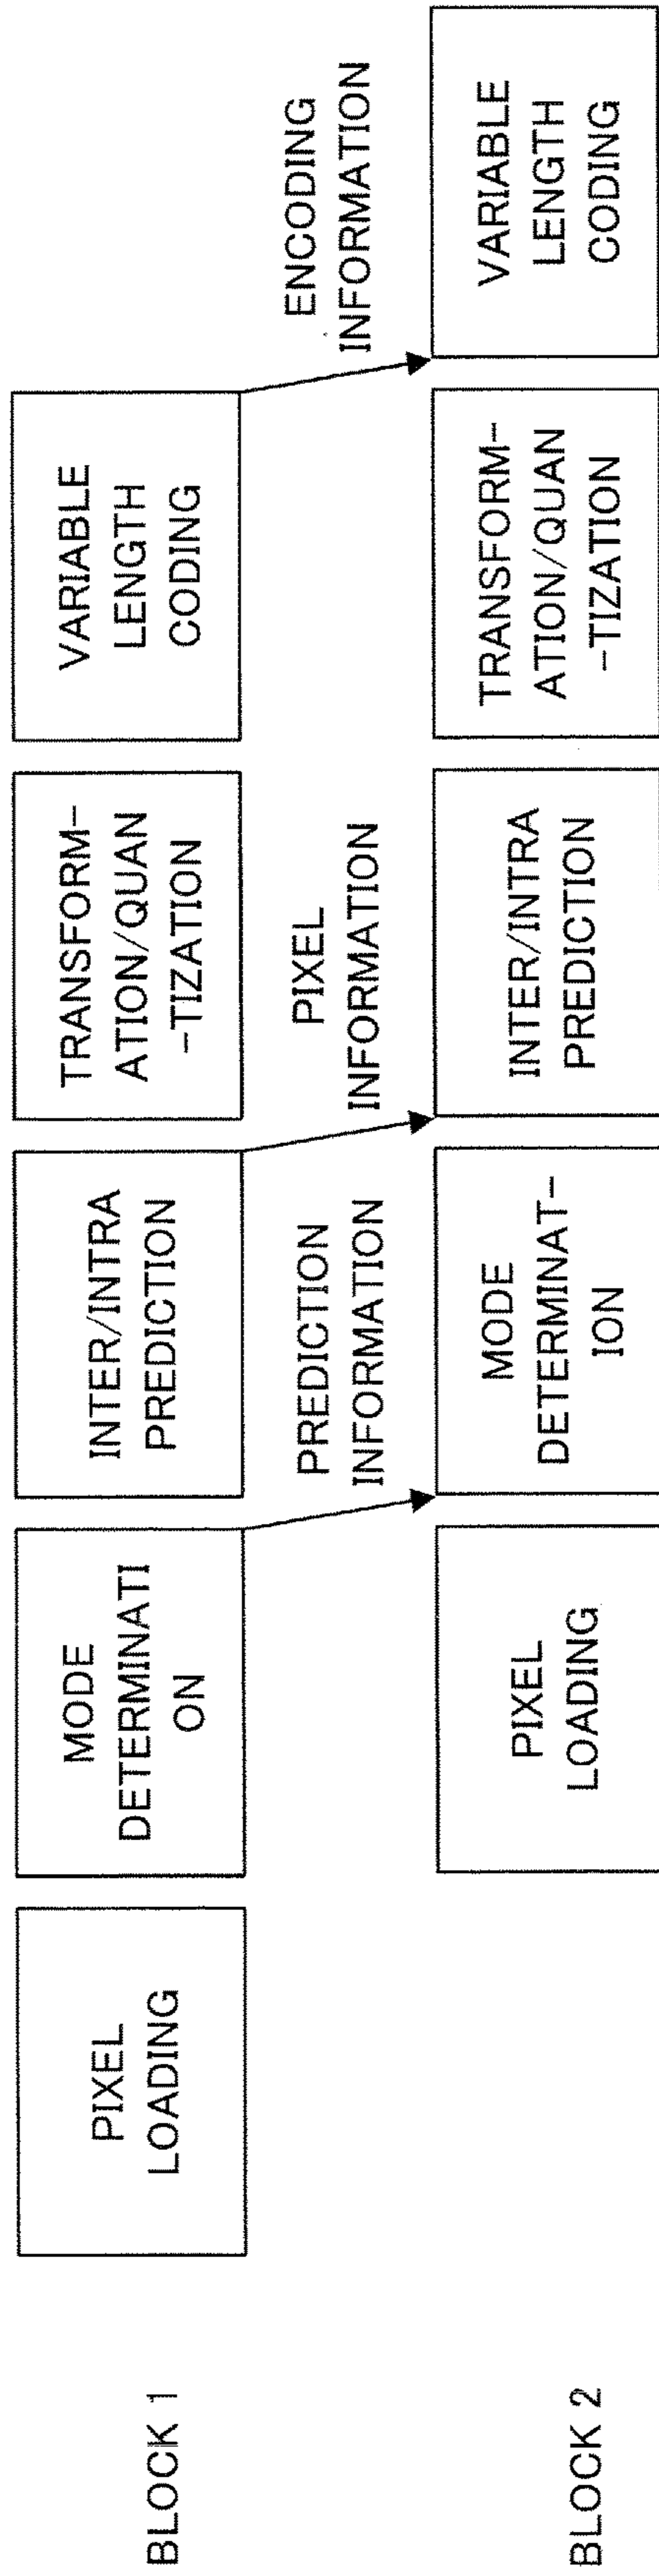 BLOCK 1
PIXEL
LOADING
MODE
DETERMINATI
ON
INTER/INTRA
PREDICTION
TRANSFORM-
ATION/QUAN
-TIZATION
VARIABLE
LENGTH
CODING
PREDICTION
INFORMATION
PIXEL
INFORMATION
ENCODING
INFORMATION
BLOCK 2
PIXEL
LOADING
MODE
DETERMINAT-
ION
INTER/INTRA
PREDICTION
TRANSFORM-
ATION/QUAN
-TIZATION
VARIABLE
LENGTH
CODING